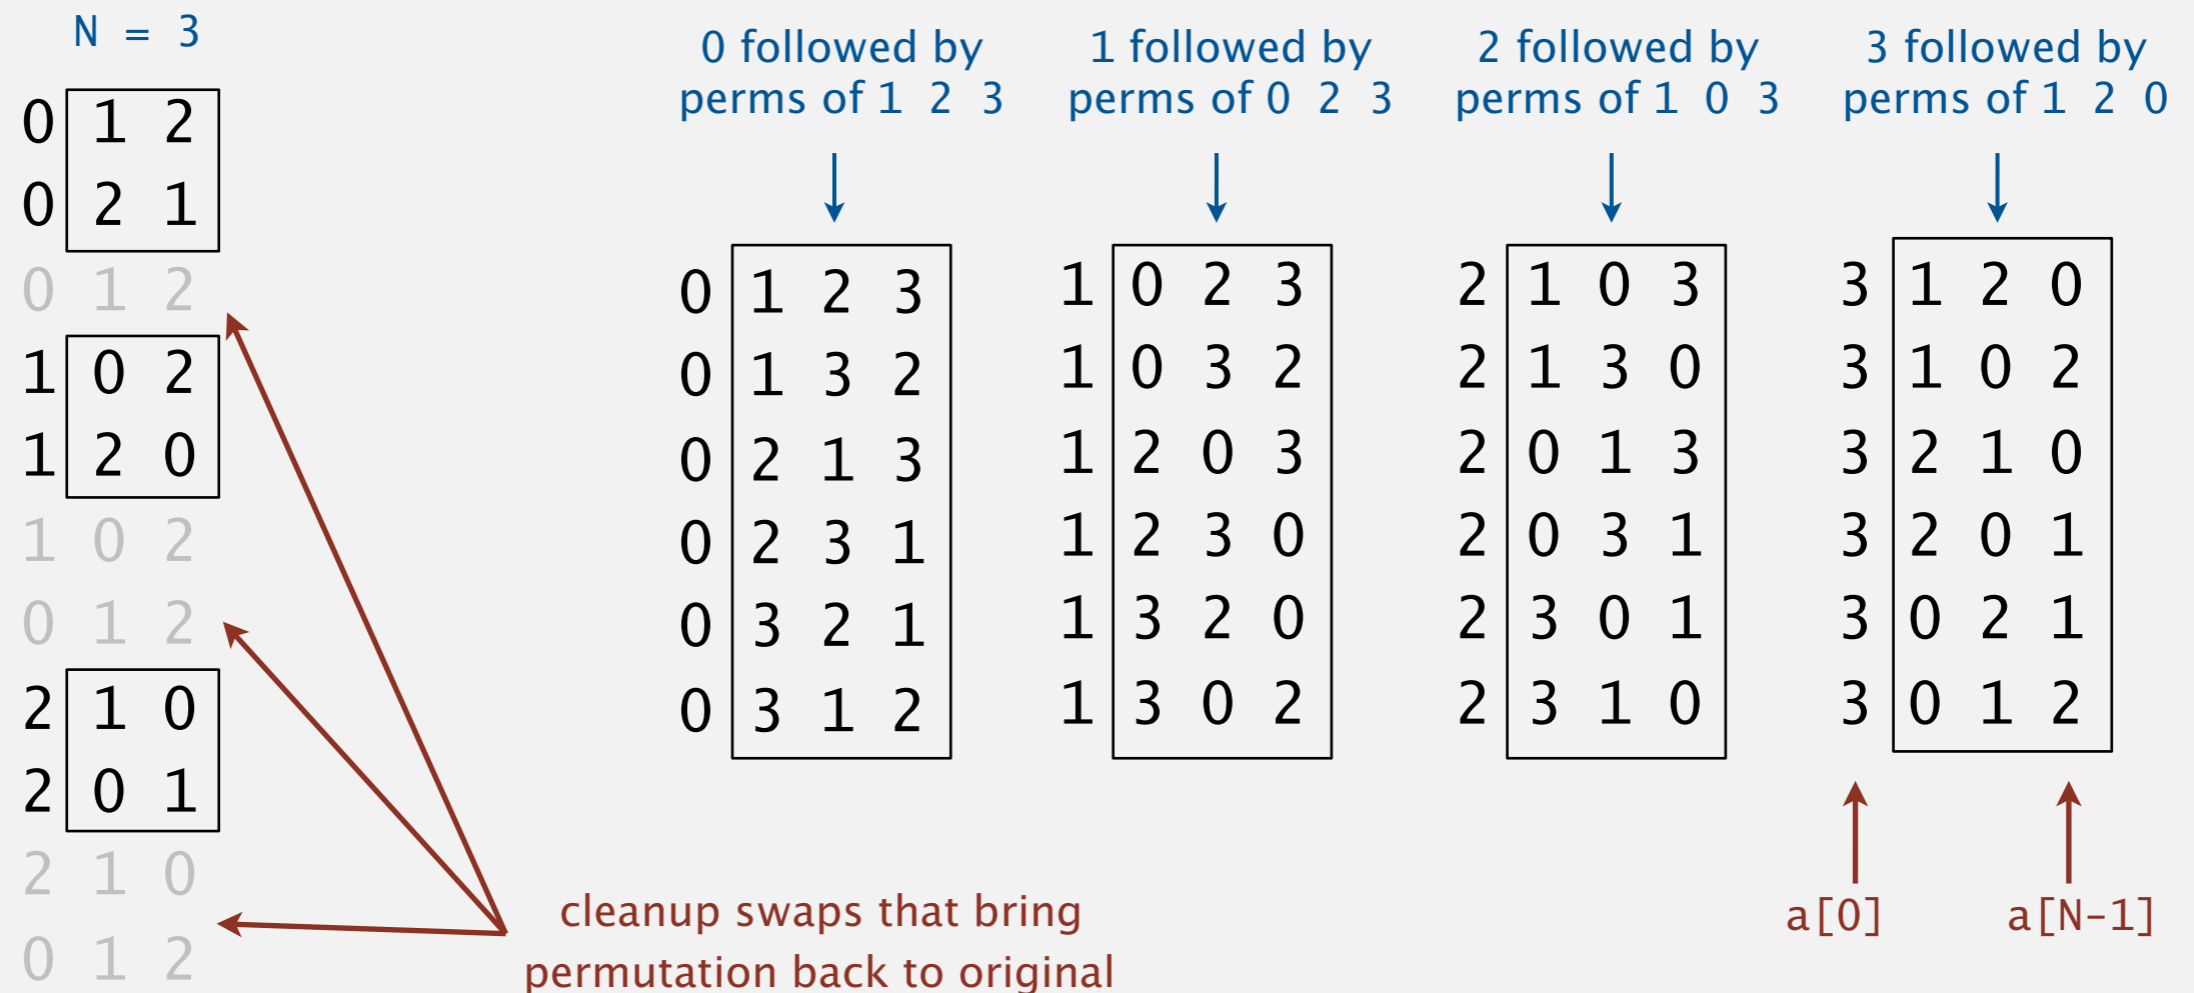 N = 3
0 1 2
0 2 1
0 1 2
1 0 2
1 2 0
1 0 2
0 1 2
2 1 0
2 0 1
2 1 0
0 1 2
cleanup swaps that bring
permutation back to original
0 followed by
perms of 1 2 3
0 1 2 3
0 1 3 2
0 2 1 3
0 2 3 1
0 3 2 1
0 3 1 2
1 followed by
perms of 0 2 3
1 0 2 3
1 0 3 2
1 2 0 3
1 2 3 0
1 3 2 0
1 3 0 2
2 followed by
perms of 1 0 3
2 1 0 3
2 1 3 0
2 0 1 3
2 0 3 1
2 3 0 1
2 3 1 0
3 followed by
perms of 1 2 0
3 1 2 0
3 1 0 2
3 2 1 0
3 2 0 1
3 0 2 1
3 0 1 2
a[0]
a[N-1]